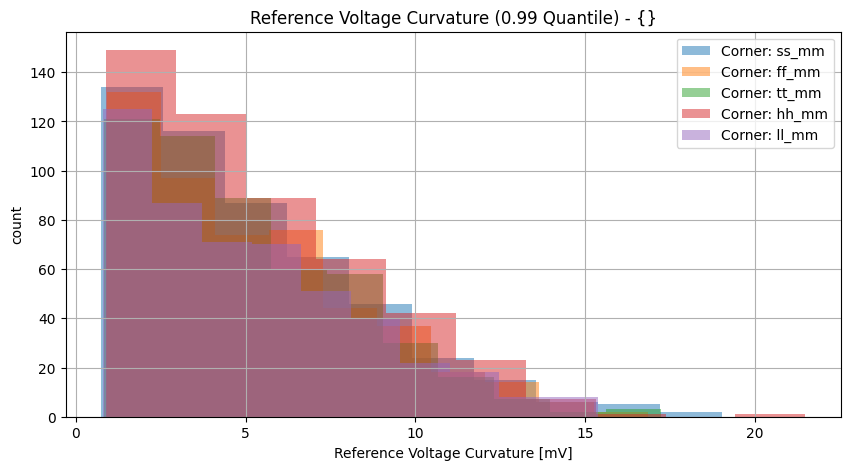 Reference Voltage Curvature (0.99 Quantile) - {}
Corner: ss_mm
Corner: ff_mm
Corner: tt_mm
Corner: hh_mm
Corner: ll_mm
count
140
120
100
80
60
40
20
0
0 5 10 15 20
Reference Voltage Curvature [mV]